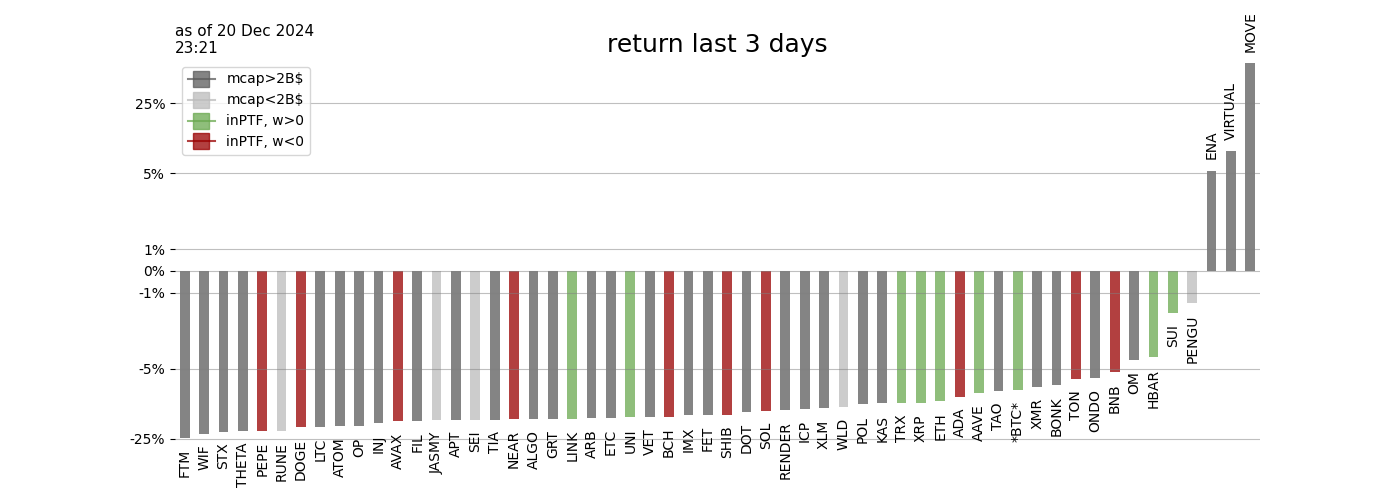 as of 20 Dec 2024
23:21
return last 3 days
mcap>2B$
mcap<2B$
inPTF, w>0
inPTF, w<0
25%
5%
1%
0%
-1%
-5%
-25%
FTM
WIF
STX
THETA
PEPE
RUNE
DOGE
LTC
ATOM
OP
INJ
AVAX
FIL
JASMY
APT
SEI
TIA
NEAR
ALGO
GRT
LINK
ARB
ETC
UNI
VET
BCH
IMX
FET
SHIB
DOT
SOL
RENDER
ICP
XLM
WLD
POL
KAS
TRX
XRP
ETH
ADA
AAVE
TAO
*BTC*
XMR
BONK
TON
ONDO
BNB
OM
HBAR
SUI
PENGU
ENA
VIRTUAL
MOVE